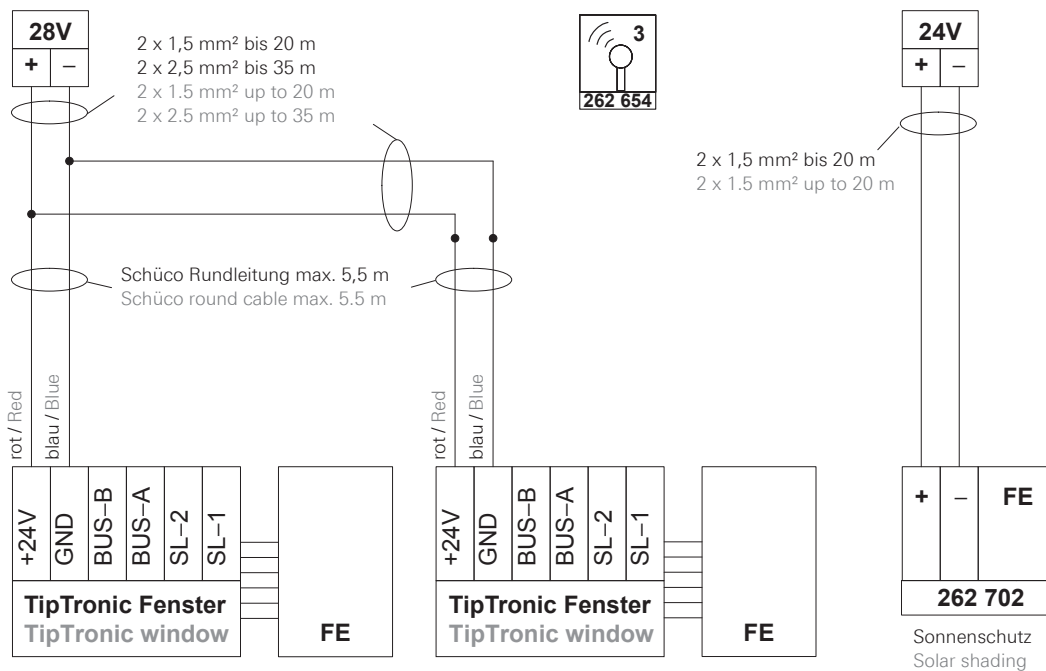 28V
+ –
2 x 1,5 mm² bis 20 m
2 x 2,5 mm² bis 35 m
2 x 1.5 mm² up to 20 m
2 x 2.5 mm² up to 35 m
3
262 654
24V
+ –
2 x 1,5 mm² bis 20 m
2 x 1.5 mm² up to 20 m
Schüco Rundleitung max. 5,5 m
Schüco round cable max. 5.5 m
rot / Red
blau / Blue
rot / Red
blau / Blue
+24V
GND
BUS–B
BUS–A
SL–2
SL–1
TipTronic Fenster
TipTronic window
FE
+24V
GND
BUS–B
BUS–A
SL–2
SL–1
TipTronic Fenster
TipTronic window
FE
+ – FE
262 702
Sonnenschutz
Solar shading